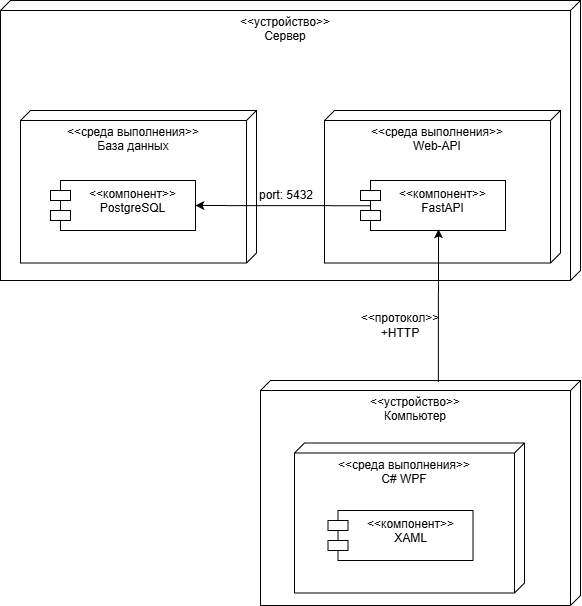 <<устройство>>
Сервер
<<среда выполнения>>
База данных
<<компонент>>
PostgreSQL
port: 5432
<<среда выполнения>>
Web-API
<<компонент>>
FastAPI
<<протокол>>
+HTTP
<<устройство>>
Компьютер
<<среда выполнения>>
C# WPF
<<компонент>>
XAML